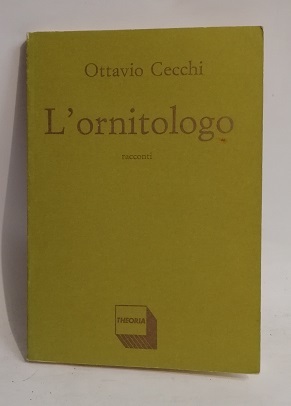 Ottavio Cecchi
L'ornitologo
racconti
THEORIA